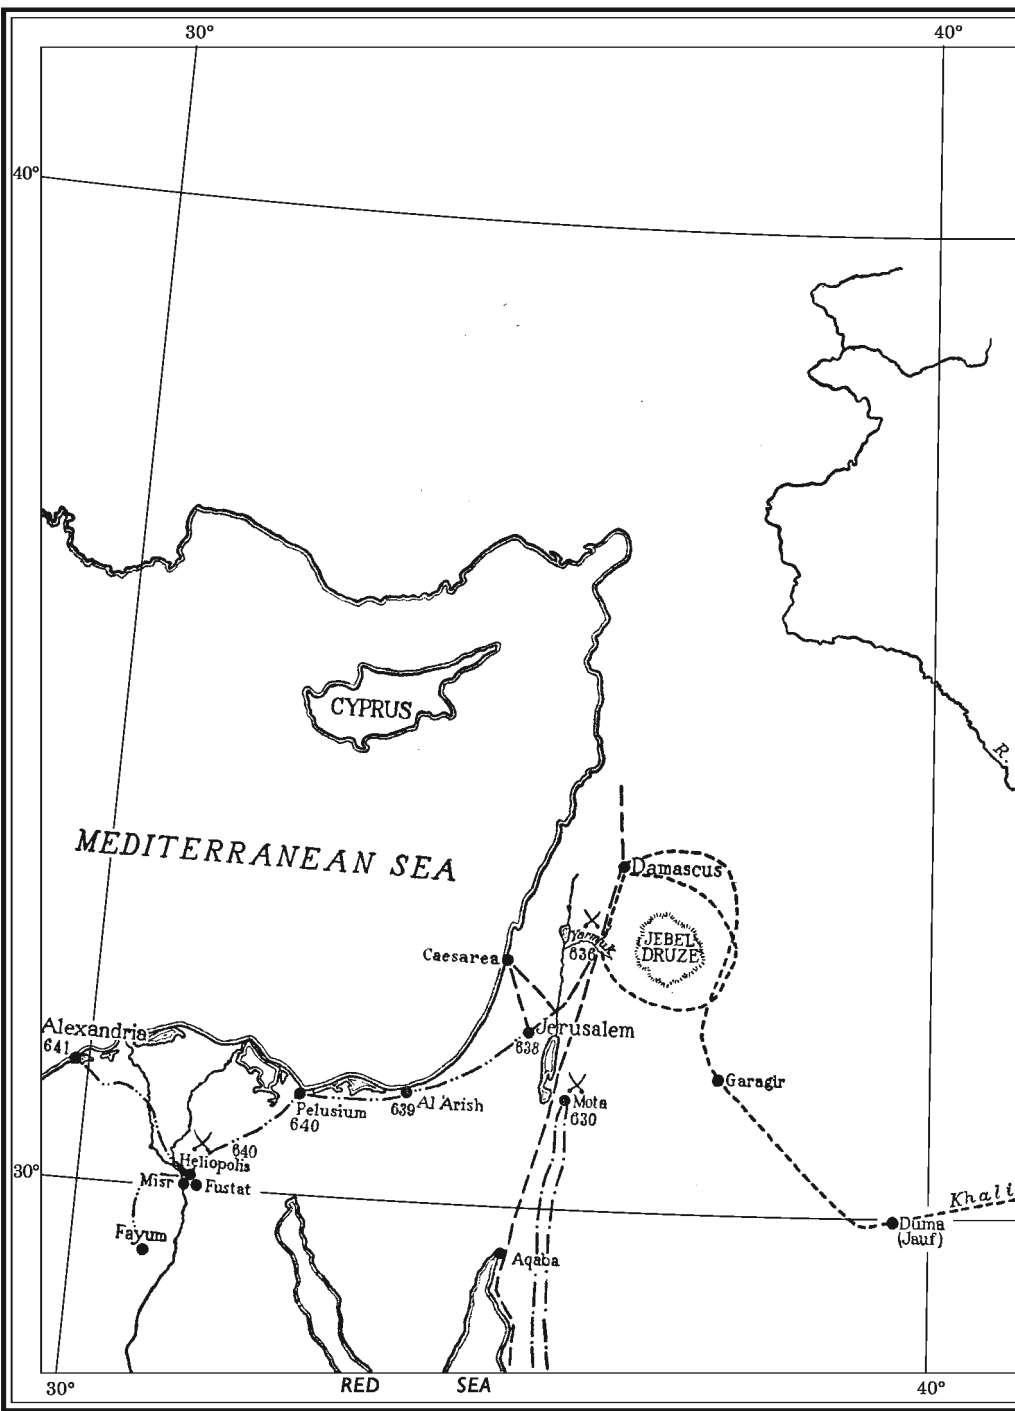 30°
40°
40°
CYPRUS
R.
MEDITERRANEAN SEA
Damascus
Yarmuk
636
JEBEL
DRUZE
Caesarea
Alexandria
641
Jerusalem
638
Garagir
Pelusium
640
639 Al 'Arish
Mota
630
640
Heliopolis
30°
Misr
Fustat
Khali
Duma
(Jauf)
Fayum
Aqaba
30°
RED SEA
40°